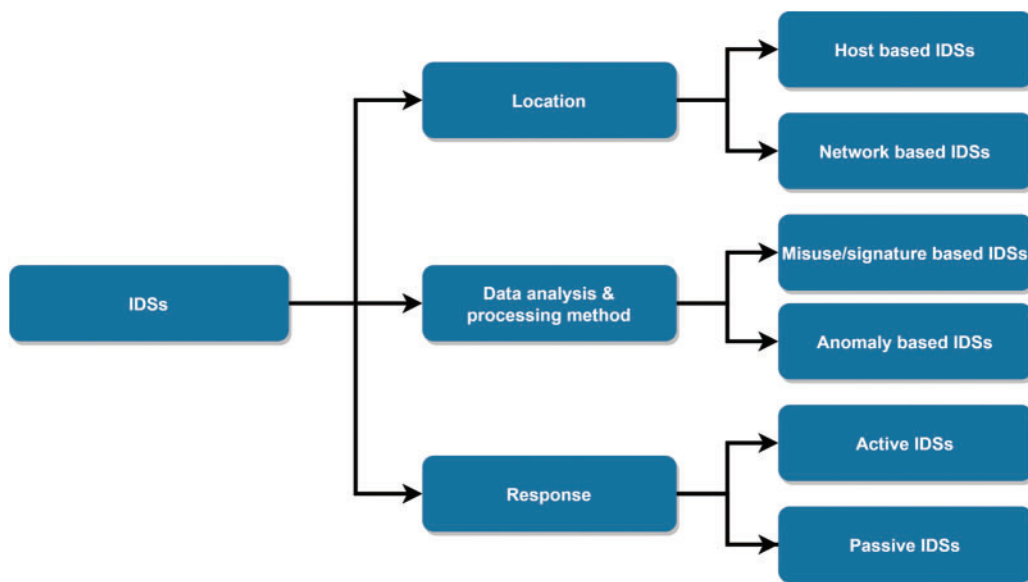 IDSs
Location
Host based IDSs
Network based IDSs
Data analysis &
processing method
Misuse/signature based IDSs
Anomaly based IDSs
Response
Active IDSs
Passive IDSs